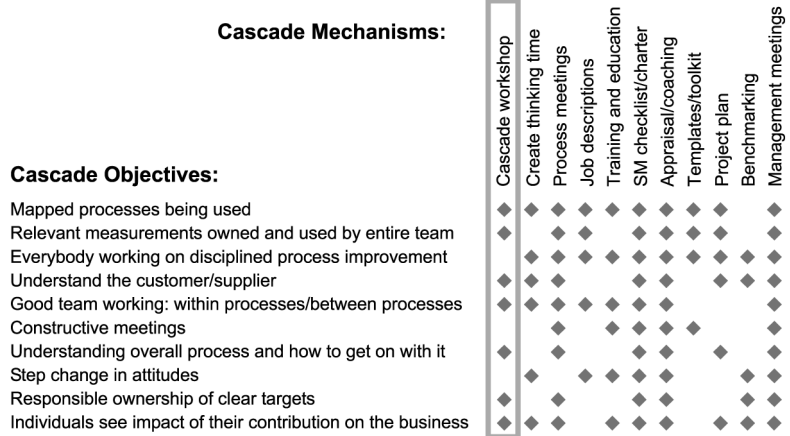 Cascade Mechanisms:
Cascade workshop
Create thinking time
Process meetings
Job descriptions
Training and education
SM checklist/charter
Appraisal/coaching
Templates/toolkit
Project plan
Benchmarking
Management meetings
Cascade Objectives:
Mapped processes being used
Relevant measurements owned and used by entire team
Everybody working on disciplined process improvement
Understand the customer/supplier
Good team working: within processes/between processes
Constructive meetings
Understanding overall process and how to get on with it
Step change in attitudes
Responsible ownership of clear targets
Individuals see impact of their contribution on the business